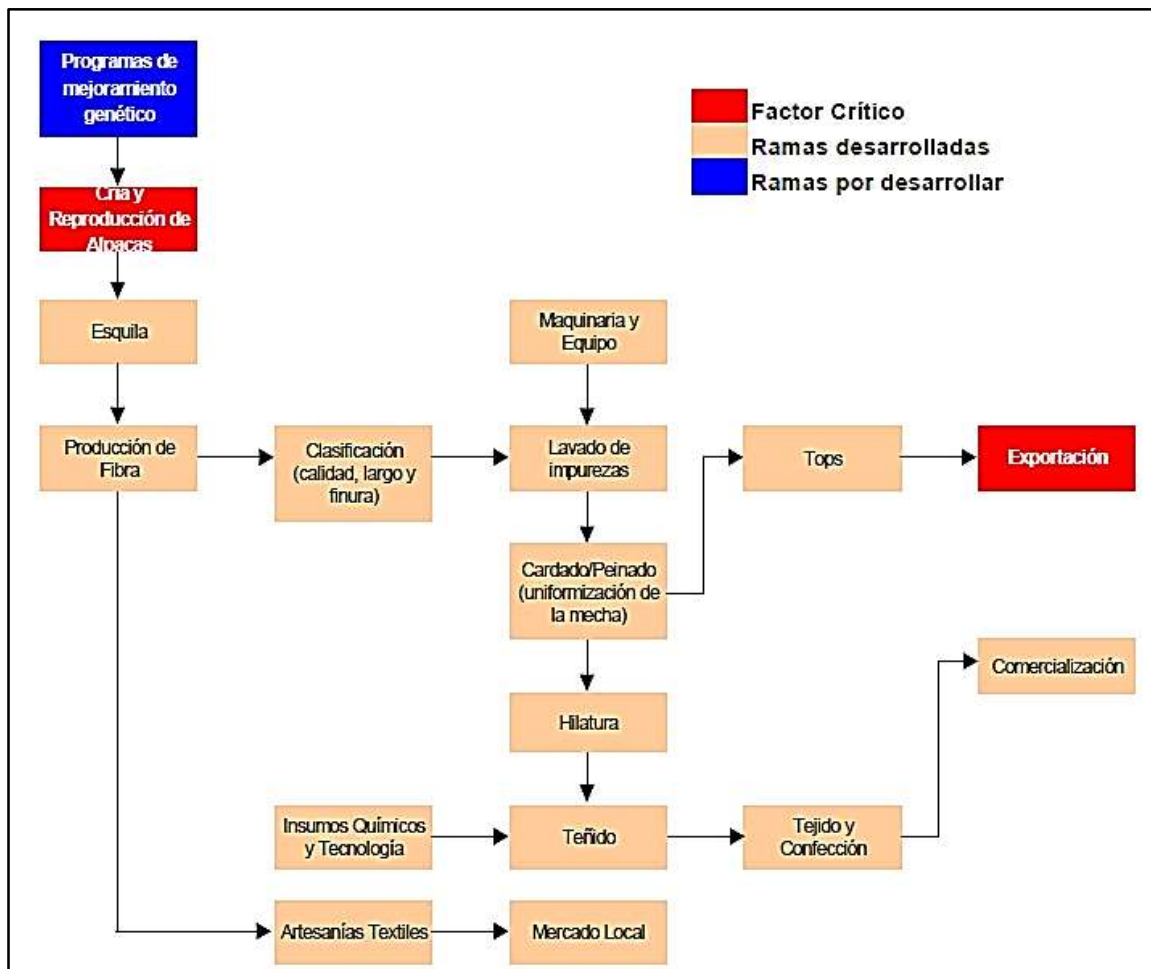 Programas de
mejoramiento
genético
Factor Crítico
Ramas desarrolladas
Ramas por desarrollar
Cría y
Reproducción de
Alpacas
Esquila
Maquinaria y
Equipo
Producción de
Fibra
Clasificación
(calidad, largo y
finura)
Lavado de
impurezas
Tops
Exportación
Cardado/Peinado
(uniformización de
la mecha)
Comercialización
Hilatura
Insumos Químicos
y Tecnología
Teñido
Tejido y
Confección
Artesanías Textiles
Mercado Local